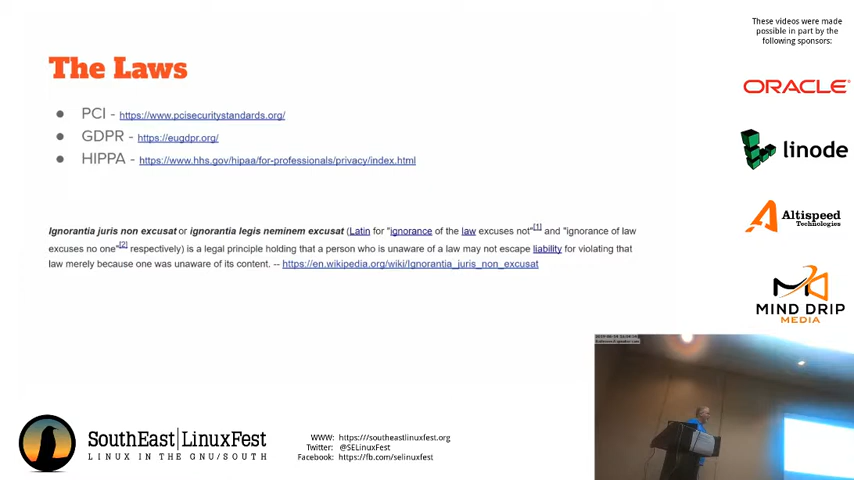 These videos were made
possible in part by the
following sponsors:
The Laws
ORACLE
● PCI - https://www.pcisecuritystandards.org/
● GDPR - https://eugdpr.org/
● HIPPA - https://www.hhs.gov/hipaa/for-professionals/privacy/index.html
linode
Altispeed
Technologies
Ignorantia juris non excusat or ignorantia legis neminem excusat (Latin for "ignorance of the law excuses not"[1] and "ignorance of law
excuses no one"[2] respectively) is a legal principle holding that a person who is unaware of a law may not escape liability for violating that
law merely because one was unaware of its content. -- https://en.wikipedia.org/wiki/Ignorantia_juris_non_excusat
MIND DRIP
MEDIA
SouthEast|LinuxFest
LINUX IN THE GNU/SOUTH
WWW: https:///southeastlinuxfest.org
Twitter: @SELinuxFest
Facebook: https://fb.com/selinuxfest